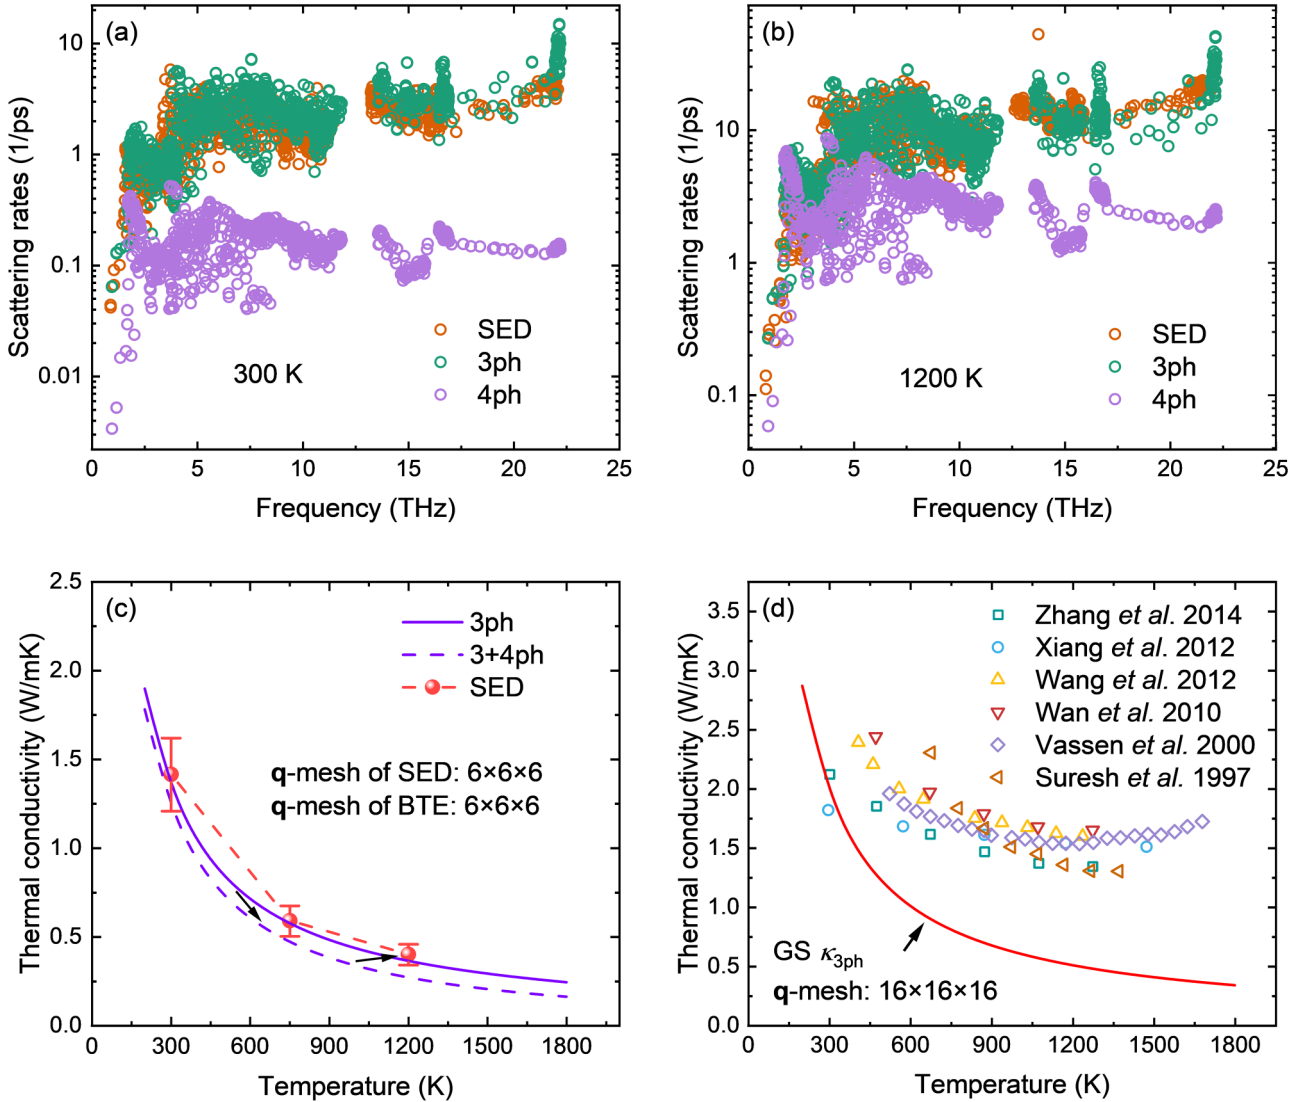 (a)
10
1
0.1
0.01
Scattering rates (1/ps)
SED
3ph
4ph
300 K
0 5 10 15 20 25
Frequency (THz)
(b)
10
1
0.1
Scattering rates (1/ps)
SED
3ph
4ph
1200 K
0 5 10 15 20 25
Frequency (THz)
(c)
2.5
2.0
1.5
1.0
0.5
0.0
Thermal conductivity (W/mK)
3ph
3+4ph
SED
q-mesh of SED: 6×6×6
q-mesh of BTE: 6×6×6
0 300 600 900 1200 1500 1800
Temperature (K)
(d)
3.5
3.0
2.5
2.0
1.5
1.0
0.5
0.0
Thermal conductivity (W/mK)
Zhang et al. 2014
Xiang et al. 2012
Wang et al. 2012
Wan et al. 2010
Vassen et al. 2000
Suresh et al. 1997
GS κ3ph
q-mesh: 16×16×16
0 300 600 900 1200 1500 1800
Temperature (K)